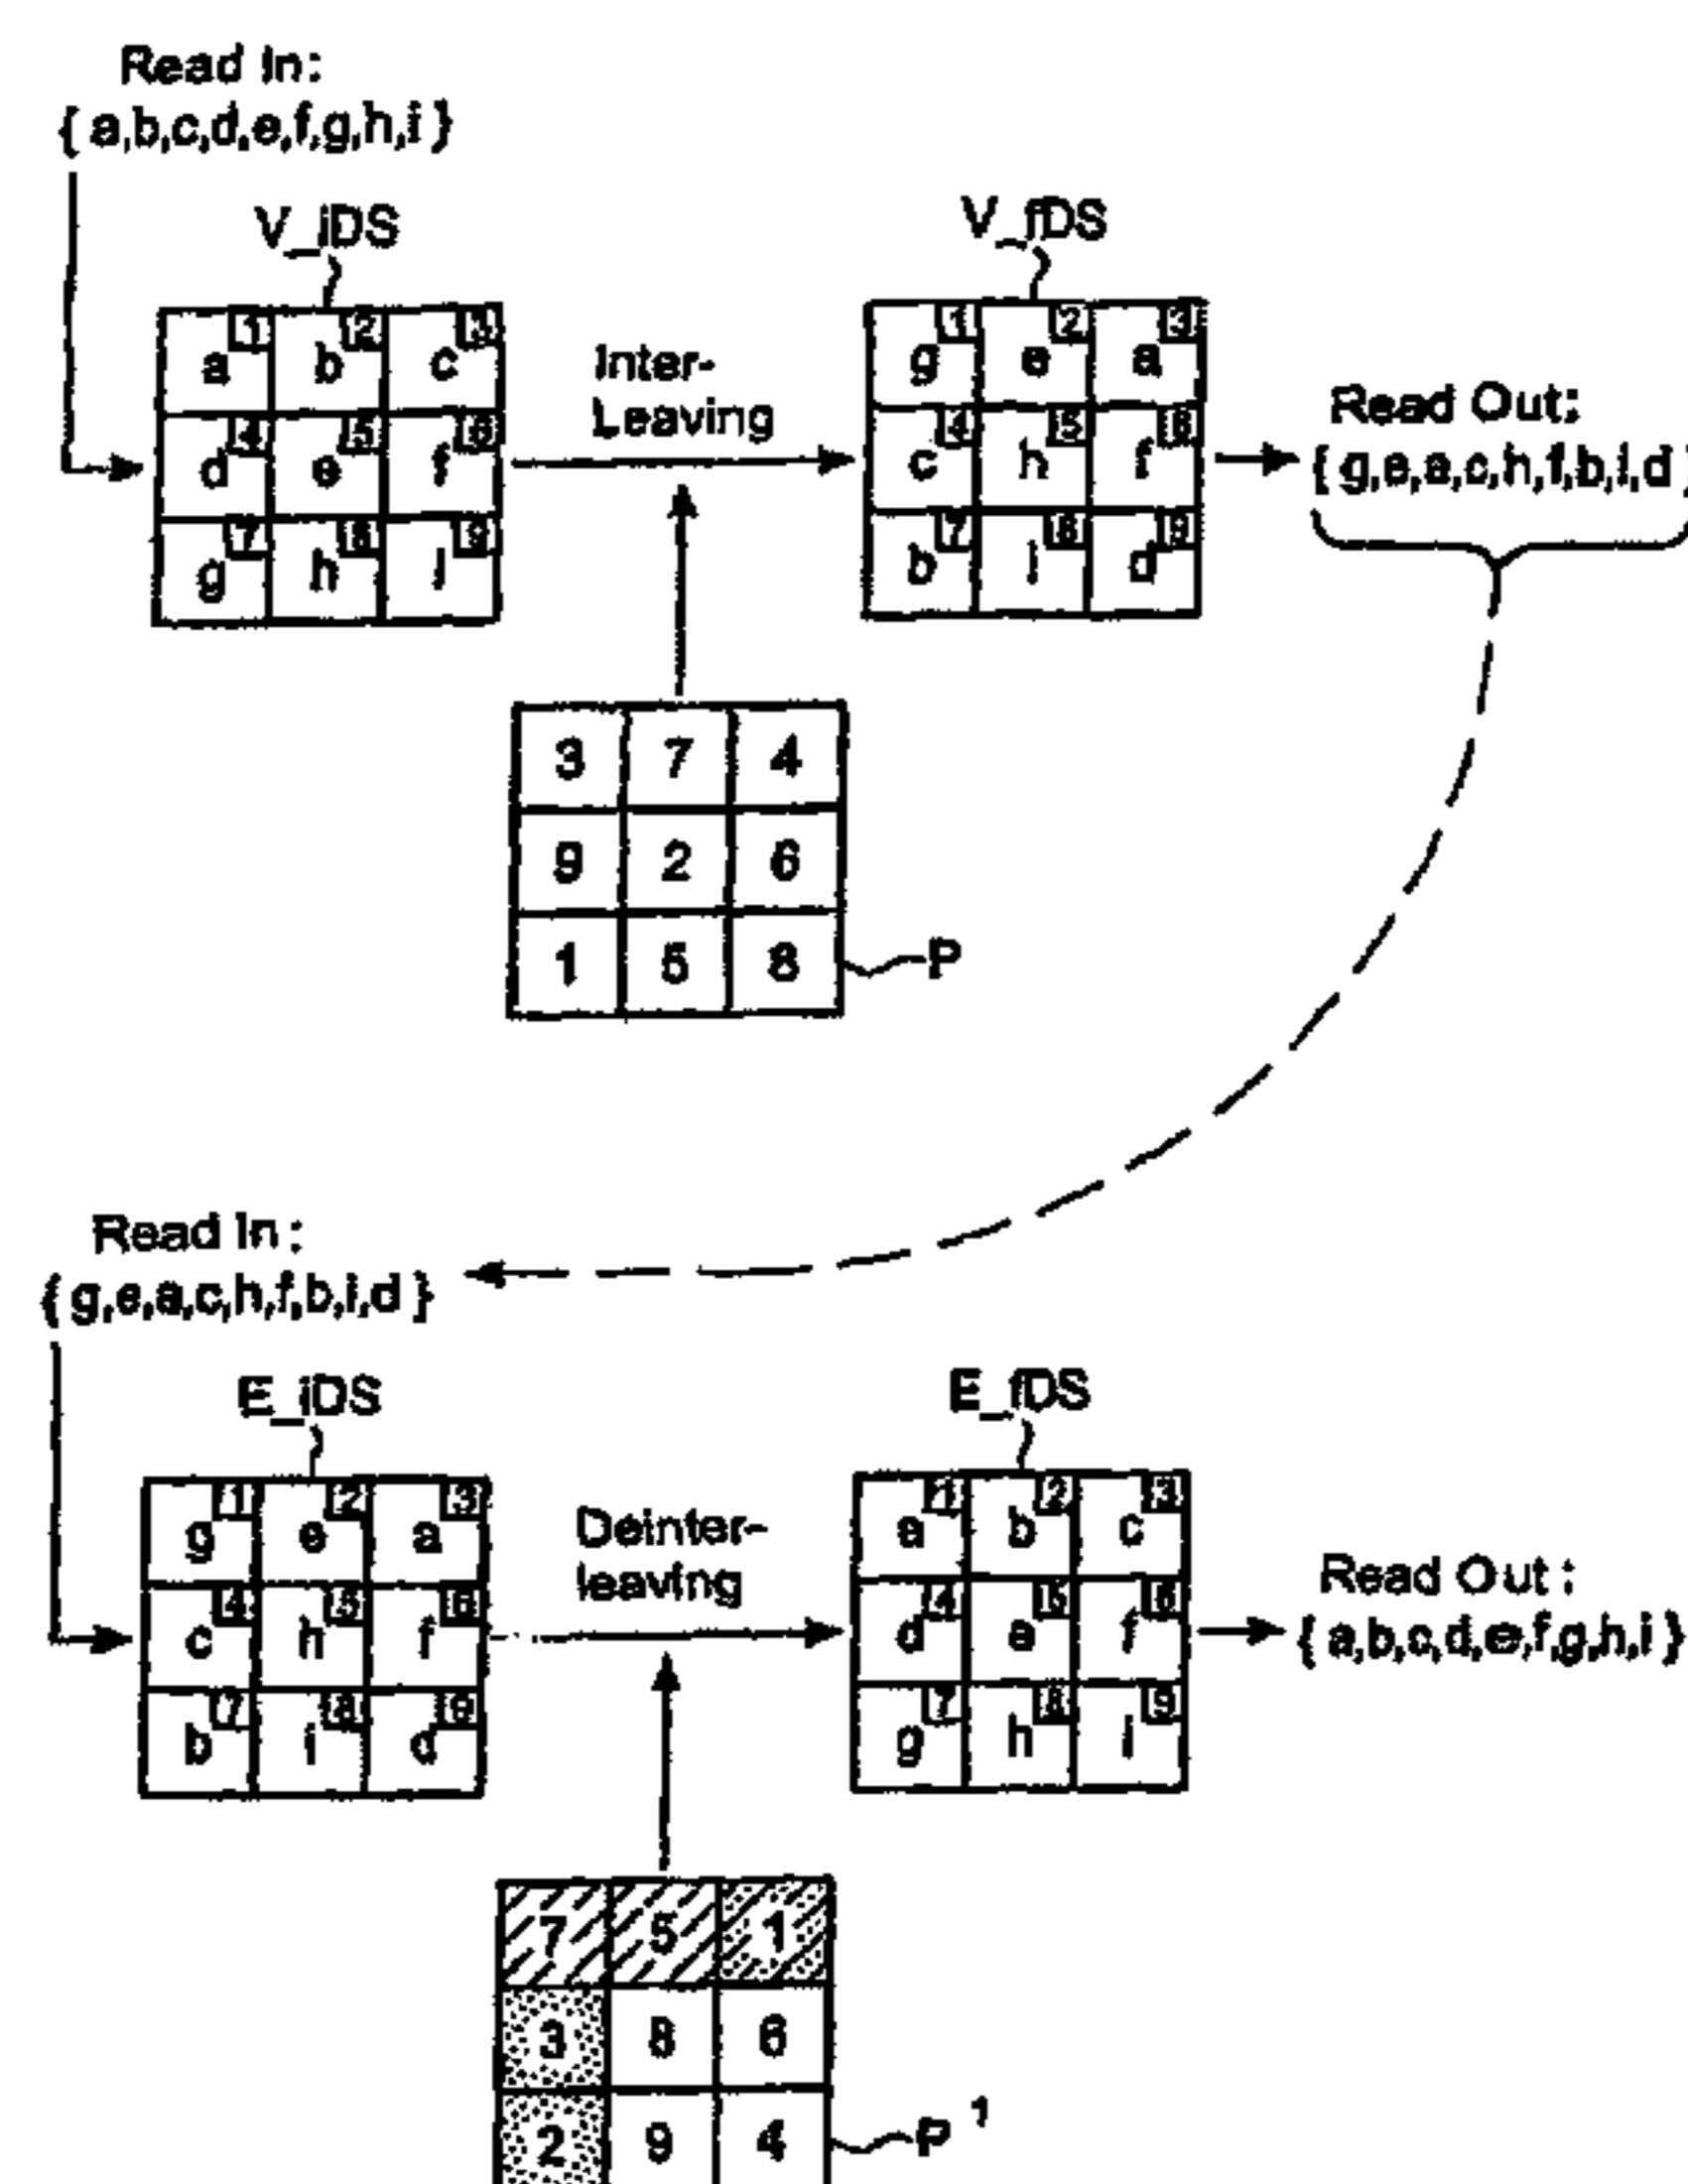 Read In:
{ a,b,c,d,e,f,g,h,i }
V_iDS
V_fDS
1 2 3
a b c
4 5 6
d e f
7 8 9
g h i
Inter-
Leaving
1 2 3
g e a
4 5 6
c h f
7 8 9
b i d
Read Out:
{ g,e,a,c,h,f,b,i,d }
3 7 4
9 2 6
1 5 8
P
Read In :
{ g,e,a,c,h,f,b,i,d }
E_iDS
E_fDS
1 2 3
g e a
4 5 6
c h f
7 8 9
b i d
Deinter-
leaving
1 2 3
a b c
4 5 6
d e f
7 8 9
g h i
Read Out :
{ a,b,c,d,e,f,g,h,i }
7 5 1
3 8 6
2 9 4
P 1